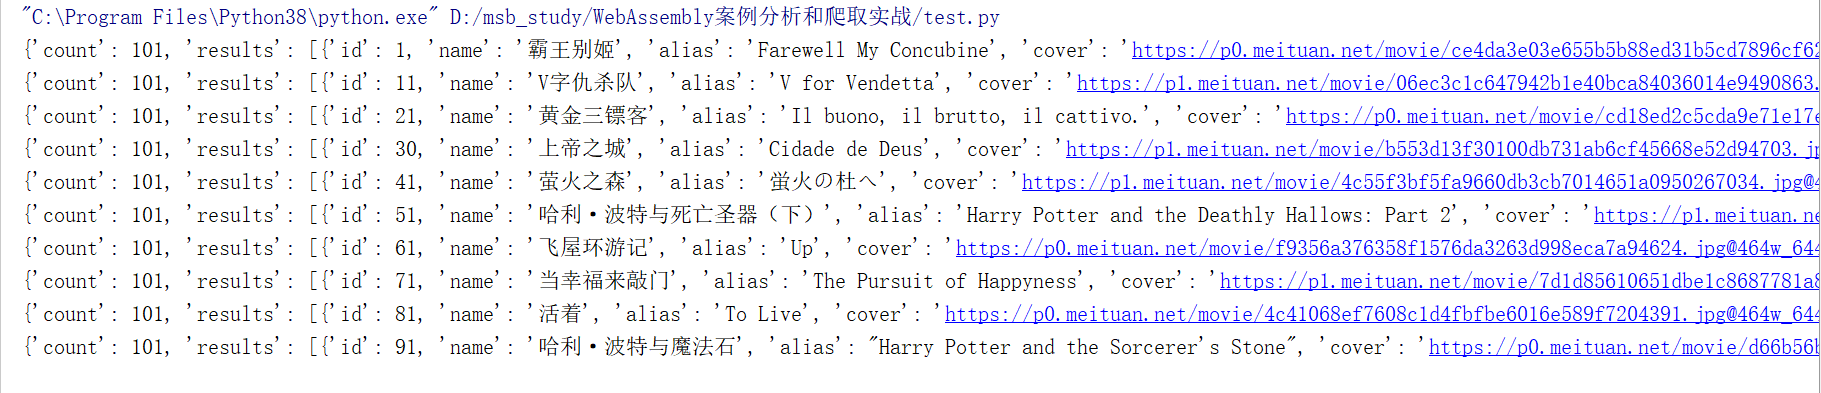 "C:\Program Files\Python38\python.exe" D:/msb_study/WebAssembly案例分析和爬取实战/test.py
{'count': 101, 'results': [{'id': 1, 'name': '霸王别姬', 'alias': 'Farewell My Concubine', 'cover': 'https://p0.meituan.net/movie/ce4da3e03e655b5b88ed31b5cd7896cf62
{'count': 101, 'results': [{'id': 11, 'name': 'V字仇杀队', 'alias': 'V for Vendetta', 'cover': 'https://p1.meituan.net/movie/06ec3c1c647942b1e40bca84036014e9490863.
{'count': 101, 'results': [{'id': 21, 'name': '黄金三镖客', 'alias': 'Il buono, il brutto, il cattivo.', 'cover': 'https://p0.meituan.net/movie/cd18ed2c5cda9e71e17e
{'count': 101, 'results': [{'id': 30, 'name': '上帝之城', 'alias': 'Cidade de Deus', 'cover': 'https://p1.meituan.net/movie/b553d13f30100db731ab6cf45668e52d94703.jp
{'count': 101, 'results': [{'id': 41, 'name': '萤火之森', 'alias': '蛍火の杜へ', 'cover': 'https://p1.meituan.net/movie/4c55f3bf5fa9660db3cb7014651a0950267034.jpg@4
{'count': 101, 'results': [{'id': 51, 'name': '哈利·波特与死亡圣器（下）', 'alias': 'Harry Potter and the Deathly Hallows: Part 2', 'cover': 'https://p1.meituan.ne
{'count': 101, 'results': [{'id': 61, 'name': '飞屋环游记', 'alias': 'Up', 'cover': 'https://p0.meituan.net/movie/f9356a376358f1576da3263d998eca7a94624.jpg@464w_644
{'count': 101, 'results': [{'id': 71, 'name': '当幸福来敲门', 'alias': 'The Pursuit of Happyness', 'cover': 'https://p1.meituan.net/movie/7d1d85610651dbe1c8687781a8
{'count': 101, 'results': [{'id': 81, 'name': '活着', 'alias': 'To Live', 'cover': 'https://p0.meituan.net/movie/4c41068ef7608c1d4fbfbe6016e589f7204391.jpg@464w_644
{'count': 101, 'results': [{'id': 91, 'name': '哈利·波特与魔法石', 'alias': "Harry Potter and the Sorcerer's Stone", 'cover': 'https://p0.meituan.net/movie/d66b56b